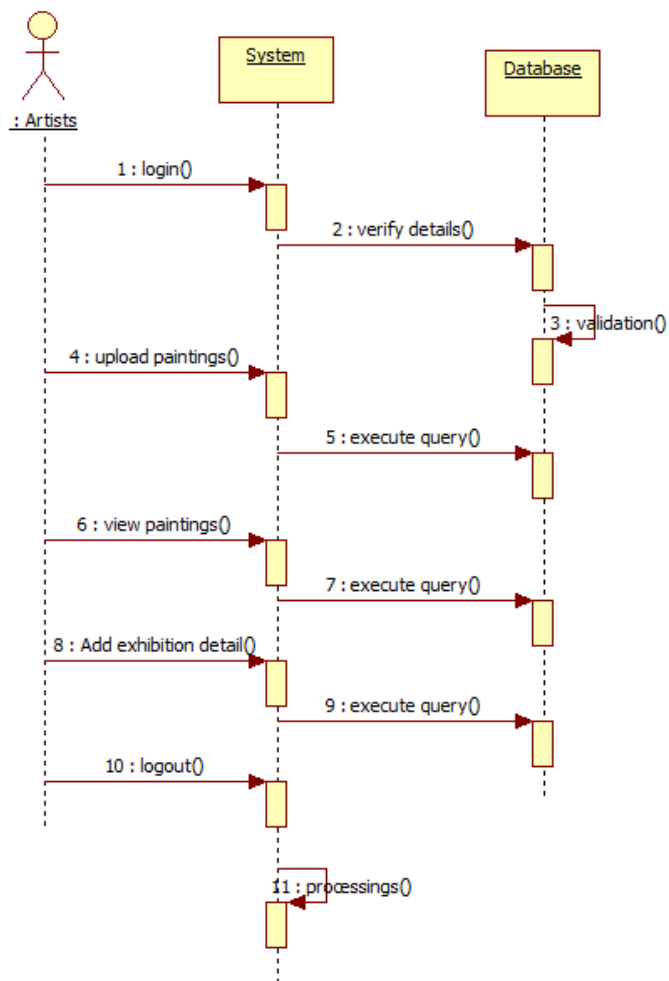 System
Database
: Artists
1 : login()
2 : verify details()
3 : validation()
4 : upload paintings()
5 : execute query()
6 : view paintings()
7 : execute query()
8 : Add exhibition detail()
9 : execute query()
10 : logout()
11 : processings()